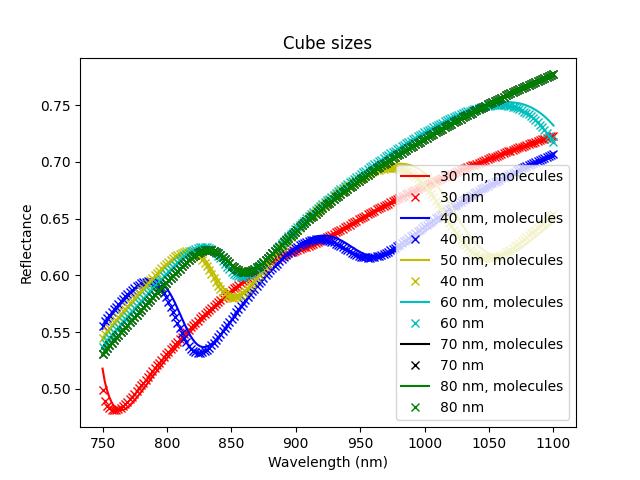 Cube sizes
Reflectance
0.75
0.70
0.65
0.60
0.55
0.50
30 nm, molecules
30 nm
40 nm, molecules
40 nm
50 nm, molecules
40 nm
60 nm, molecules
60 nm
70 nm, molecules
70 nm
80 nm, molecules
80 nm
750 800 850 900 950 1000 1050 1100
Wavelength (nm)